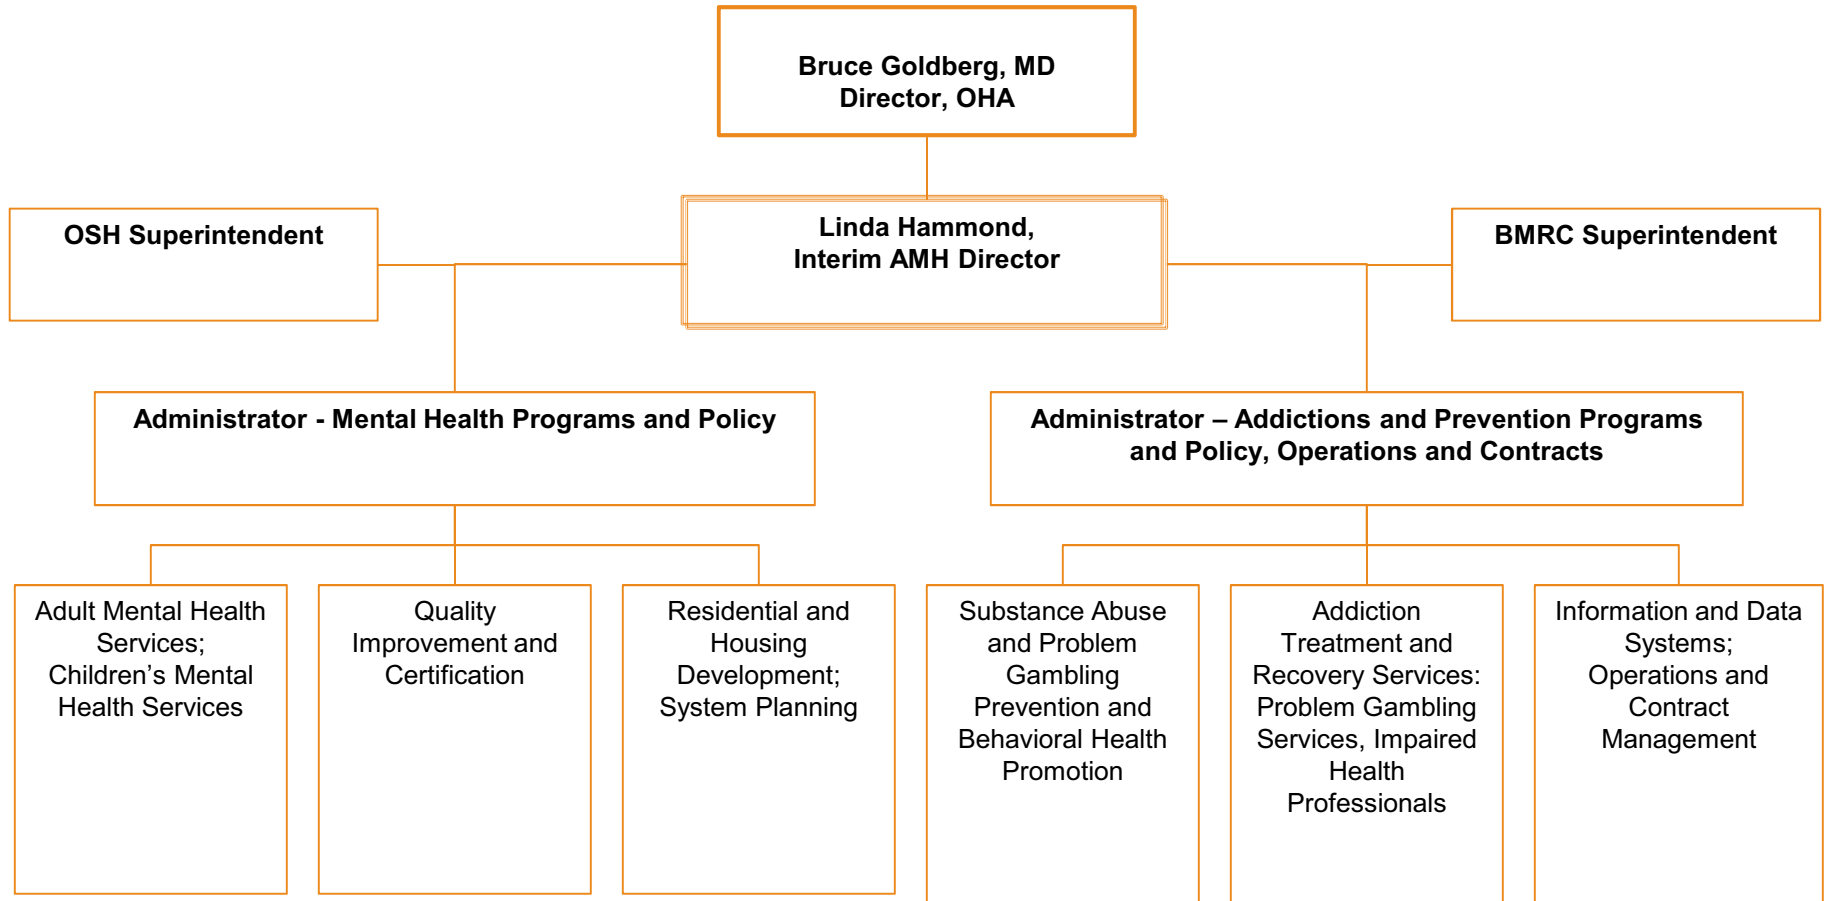 Bruce Goldberg, MD
Director, OHA
OSH Superintendent
Linda Hammond,
Interim AMH Director
BMRC Superintendent
Administrator - Mental Health Programs and Policy
Administrator – Addictions and Prevention Programs
and Policy, Operations and Contracts
Adult Mental Health
Services;
Children’s Mental
Health Services
Quality
Improvement and
Certification
Residential and
Housing
Development;
System Planning
Substance Abuse
and Problem
Gambling
Prevention and
Behavioral Health
Promotion
Addiction
Treatment and
Recovery Services:
Problem Gambling
Services, Impaired
Health
Professionals
Information and Data
Systems;
Operations and
Contract
Management